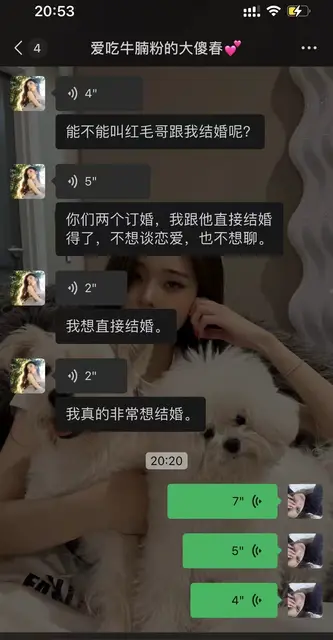 20:53
4
爱吃牛腩粉的大傻春💕
4"
能不能叫红毛哥跟我结婚呢?
5"
你们两个订婚，我跟他直接结婚
得了，不想谈恋爱，也不想聊。
2"
我想直接结婚。
2"
我真的非常想结婚。
20:20
7"
5"
4"